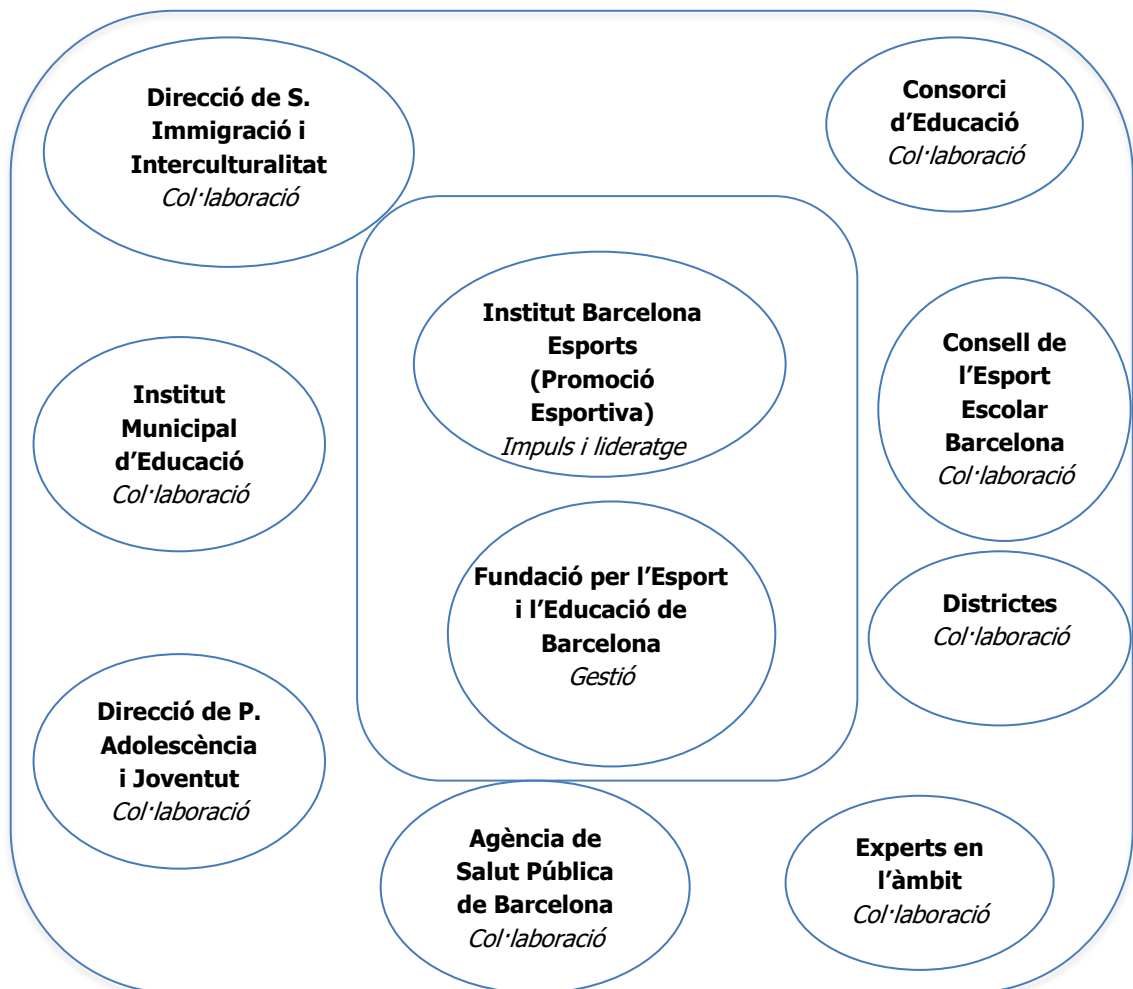 Direcció de S.
Immigració i
Interculturalitat
Col·laboració
Consorci
d’Educació
Col·laboració
Institut Barcelona
Esports
(Promoció
Esportiva)
Impuls i lideratge
Consell de
l’Esport
Escolar
Barcelona
Col·laboració
Institut
Municipal
d’Educació
Col·laboració
Fundació per l’Esport
i l’Educació de
Barcelona
Gestió
Districtes
Col·laboració
Direcció de P.
Adolescència
i Joventut
Col·laboració
Agència de
Salut Pública
de Barcelona
Col·laboració
Experts en
l’àmbit
Col·laboració